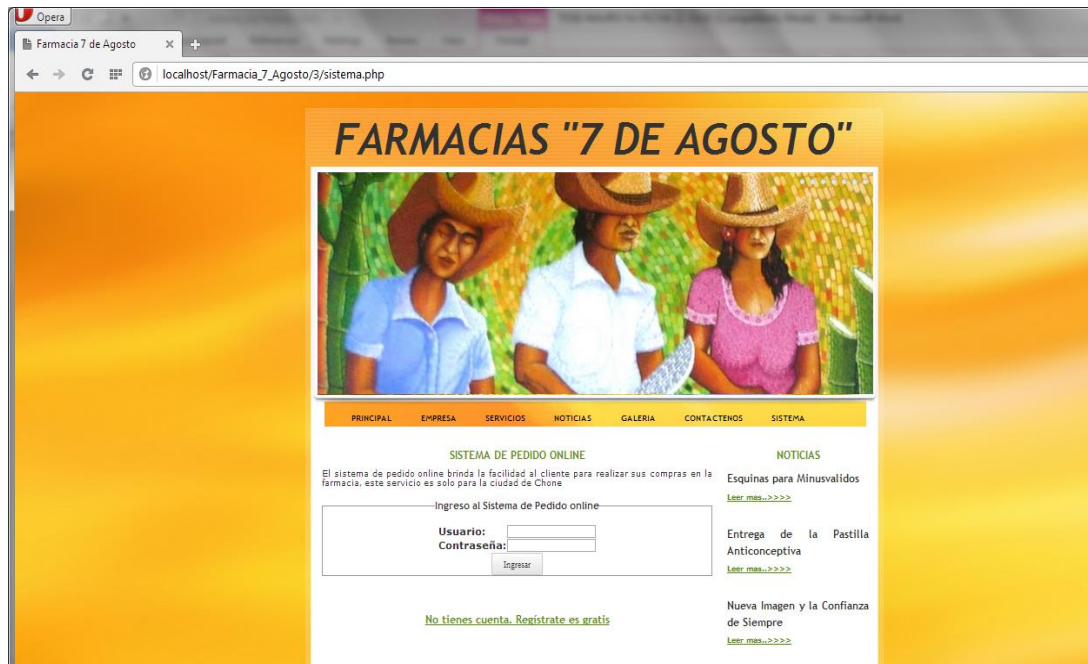 Opera
Farmacia 7 de Agosto
localhost/Farmacia_7_Agosto/3/sistema.php
FARMACIAS "7 DE AGOSTO"
PRINCIPAL EMPRESA SERVICIOS NOTICIAS GALERIA CONTACTENOS SISTEMA
SISTEMA DE PEDIDO ONLINE
El sistema de pedido online brinda la facilidad al cliente para realizar sus compras en la
farmacia, este servicio es solo para la ciudad de Chone
Ingreso al Sistema de Pedido online
Usuario:
Contraseña:
Ingresar
No tienes cuenta. Regístrate es gratis
NOTICIAS
Esquinas para Minusvalidos
Leer mas..>>>>
Entrega de la Pastilla
Anticonceptiva
Leer mas..>>>>
Nueva Imagen y la Confianza
de Siempre
Leer mas..>>>>